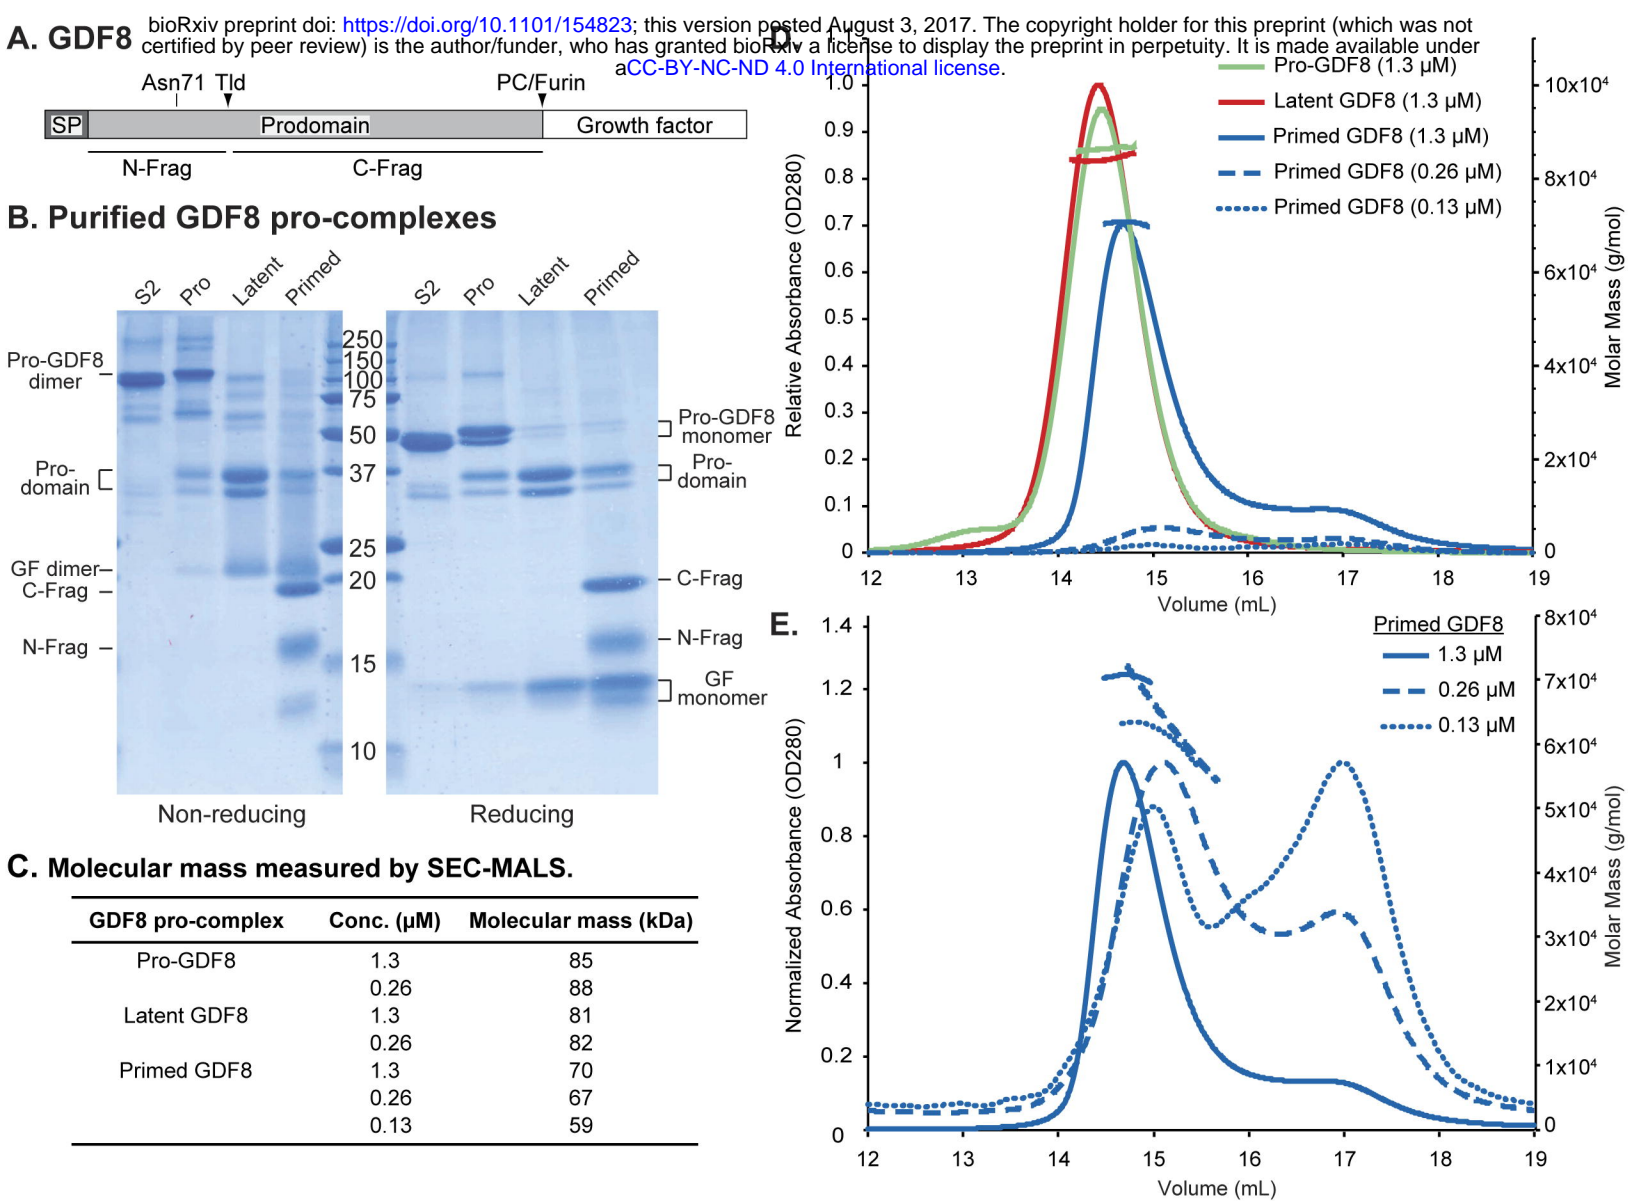 bioRxiv preprint doi: https://doi.org/10.1101/154823; this version posted August 3, 2017. The copyright holder for this preprint (which was not
certified by peer review) is the author/funder, who has granted bioRxiv a license to display the preprint in perpetuity. It is made available under
aCC-BY-NC-ND 4.0 International license.
A. GDF8
Asn71 Tld PC/Furin
SP Prodomain Growth factor
N-Frag C-Frag
B. Purified GDF8 pro-complexes
S2 Pro Latent Primed S2 Pro Latent Primed
Pro-GDF8
dimer
Pro-
domain
GF dimer
C-Frag
N-Frag
250
150
100
75
50
37
25
20
15
10
Pro-GDF8
monomer
Pro-
domain
C-Frag
N-Frag
GF
monomer
Non-reducing Reducing
C. Molecular mass measured by SEC-MALS.
GDF8 pro-complex Conc. (µM) Molecular mass (kDa)
Pro-GDF8 1.3 85
0.26 88
Latent GDF8 1.3 81
0.26 82
Primed GDF8 1.3 70
0.26 67
0.13 59
D.
Relative Absorbance (OD280)
1.1
1.0
0.9
0.8
0.7
0.6
0.5
0.4
0.3
0.2
0.1
0
Pro-GDF8 (1.3 µM)
Latent GDF8 (1.3 µM)
Primed GDF8 (1.3 µM)
Primed GDF8 (0.26 µM)
Primed GDF8 (0.13 µM)
10x10⁴
8x10⁴
6x10⁴
4x10⁴
2x10⁴
0
Molar Mass (g/mol)
12 13 14 15 16 17 18 19
Volume (mL)
E.
Normalized Absorbance (OD280)
1.4
1.2
1
0.8
0.6
0.4
0.2
0
Primed GDF8
1.3 µM
0.26 µM
0.13 µM
8x10⁴
7x10⁴
6x10⁴
5x10⁴
4x10⁴
3x10⁴
2x10⁴
1x10⁴
0
Molar Mass (g/mol)
12 13 14 15 16 17 18 19
Volume (mL)